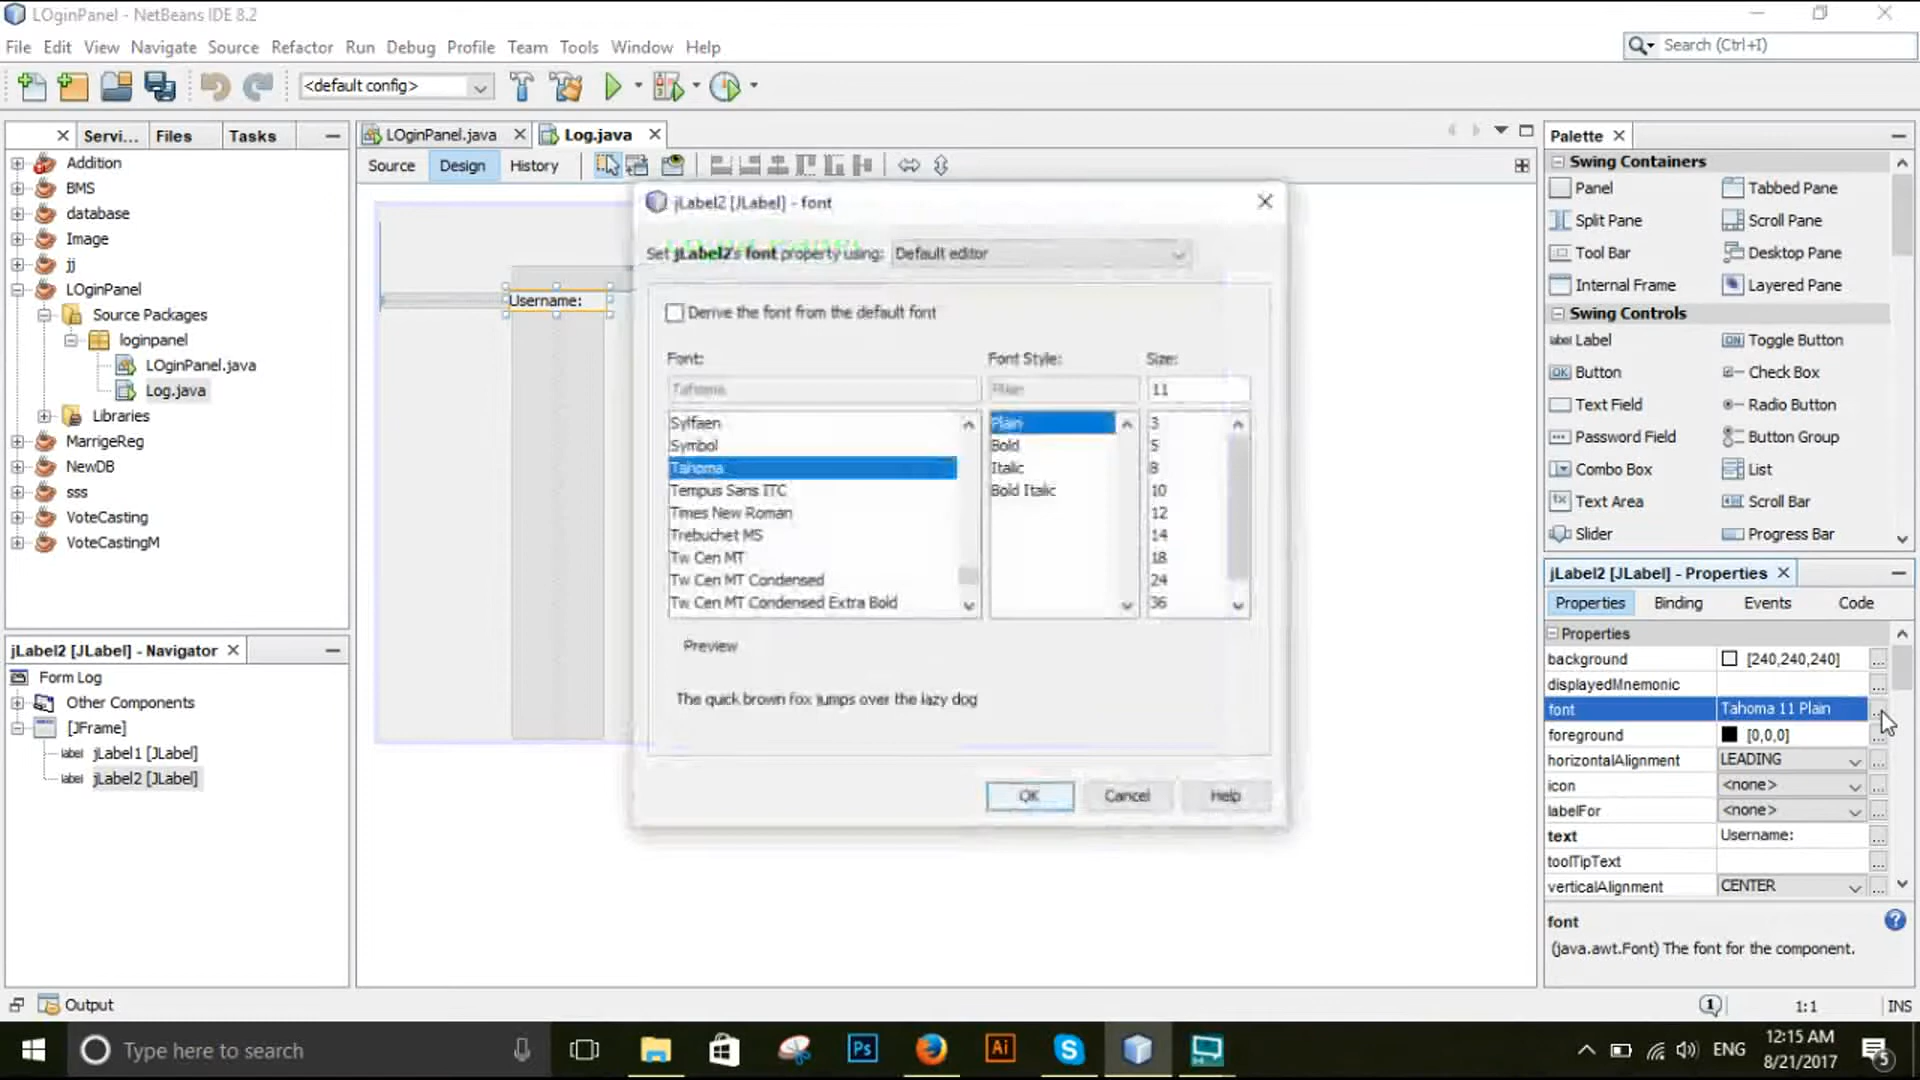 LOginPanel - NetBeans IDE 8.2
File Edit View Navigate Source Refactor Run Debug Profile Team Tools Window Help
Search (Ctrl+I)
<default config>
Servi... Files Tasks
LOginPanel.java Log.java
Source Design History
Addition
BMS
database
Image
jj
LOginPanel
Source Packages
loginpanel
LOginPanel.java
Log.java
Libraries
MarrigeReg
NewDB
sss
VoteCasting
VoteCastingM
jLabel2 [JLabel] - Navigator
Form Log
Other Components
[JFrame]
label jLabel1 [JLabel]
label jLabel2 [JLabel]
Output
Username:
jLabel2 [JLabel] - font
Set jLabel2's font property using: Default editor
Derive the font from the default font
Font: Font Style: Size:
Tahoma Plain 11
Sylfaen
Symbol
Tahoma
Tempus Sans ITC
Times New Roman
Trebuchet MS
Tw Cen MT
Tw Cen MT Condensed
Tw Cen MT Condensed Extra Bold
Plain
Bold
Italic
Bold Italic
3
5
8
10
12
14
18
24
36
Preview
The quick brown fox jumps over the lazy dog
OK Cancel Help
Palette
Swing Containers
Panel Tabbed Pane
Split Pane Scroll Pane
Tool Bar Desktop Pane
Internal Frame Layered Pane
Swing Controls
label Label ON Toggle Button
OK Button Check Box
Text Field Radio Button
Password Field Button Group
Combo Box List
Text Area Scroll Bar
Slider Progress Bar
jLabel2 [JLabel] - Properties
Properties Binding Events Code
Properties
background [240,240,240] ...
displayedMnemonic ...
font Tahoma 11 Plain ...
foreground [0,0,0] ...
horizontalAlignment LEADING ...
icon <none> ...
labelFor <none> ...
text Username: ...
toolTipText ...
verticalAlignment CENTER ...
font
(java.awt.Font) The font for the component.
1 1:1 INS
Type here to search
Ps
Ai
ENG
12:15 AM
8/21/2017
5